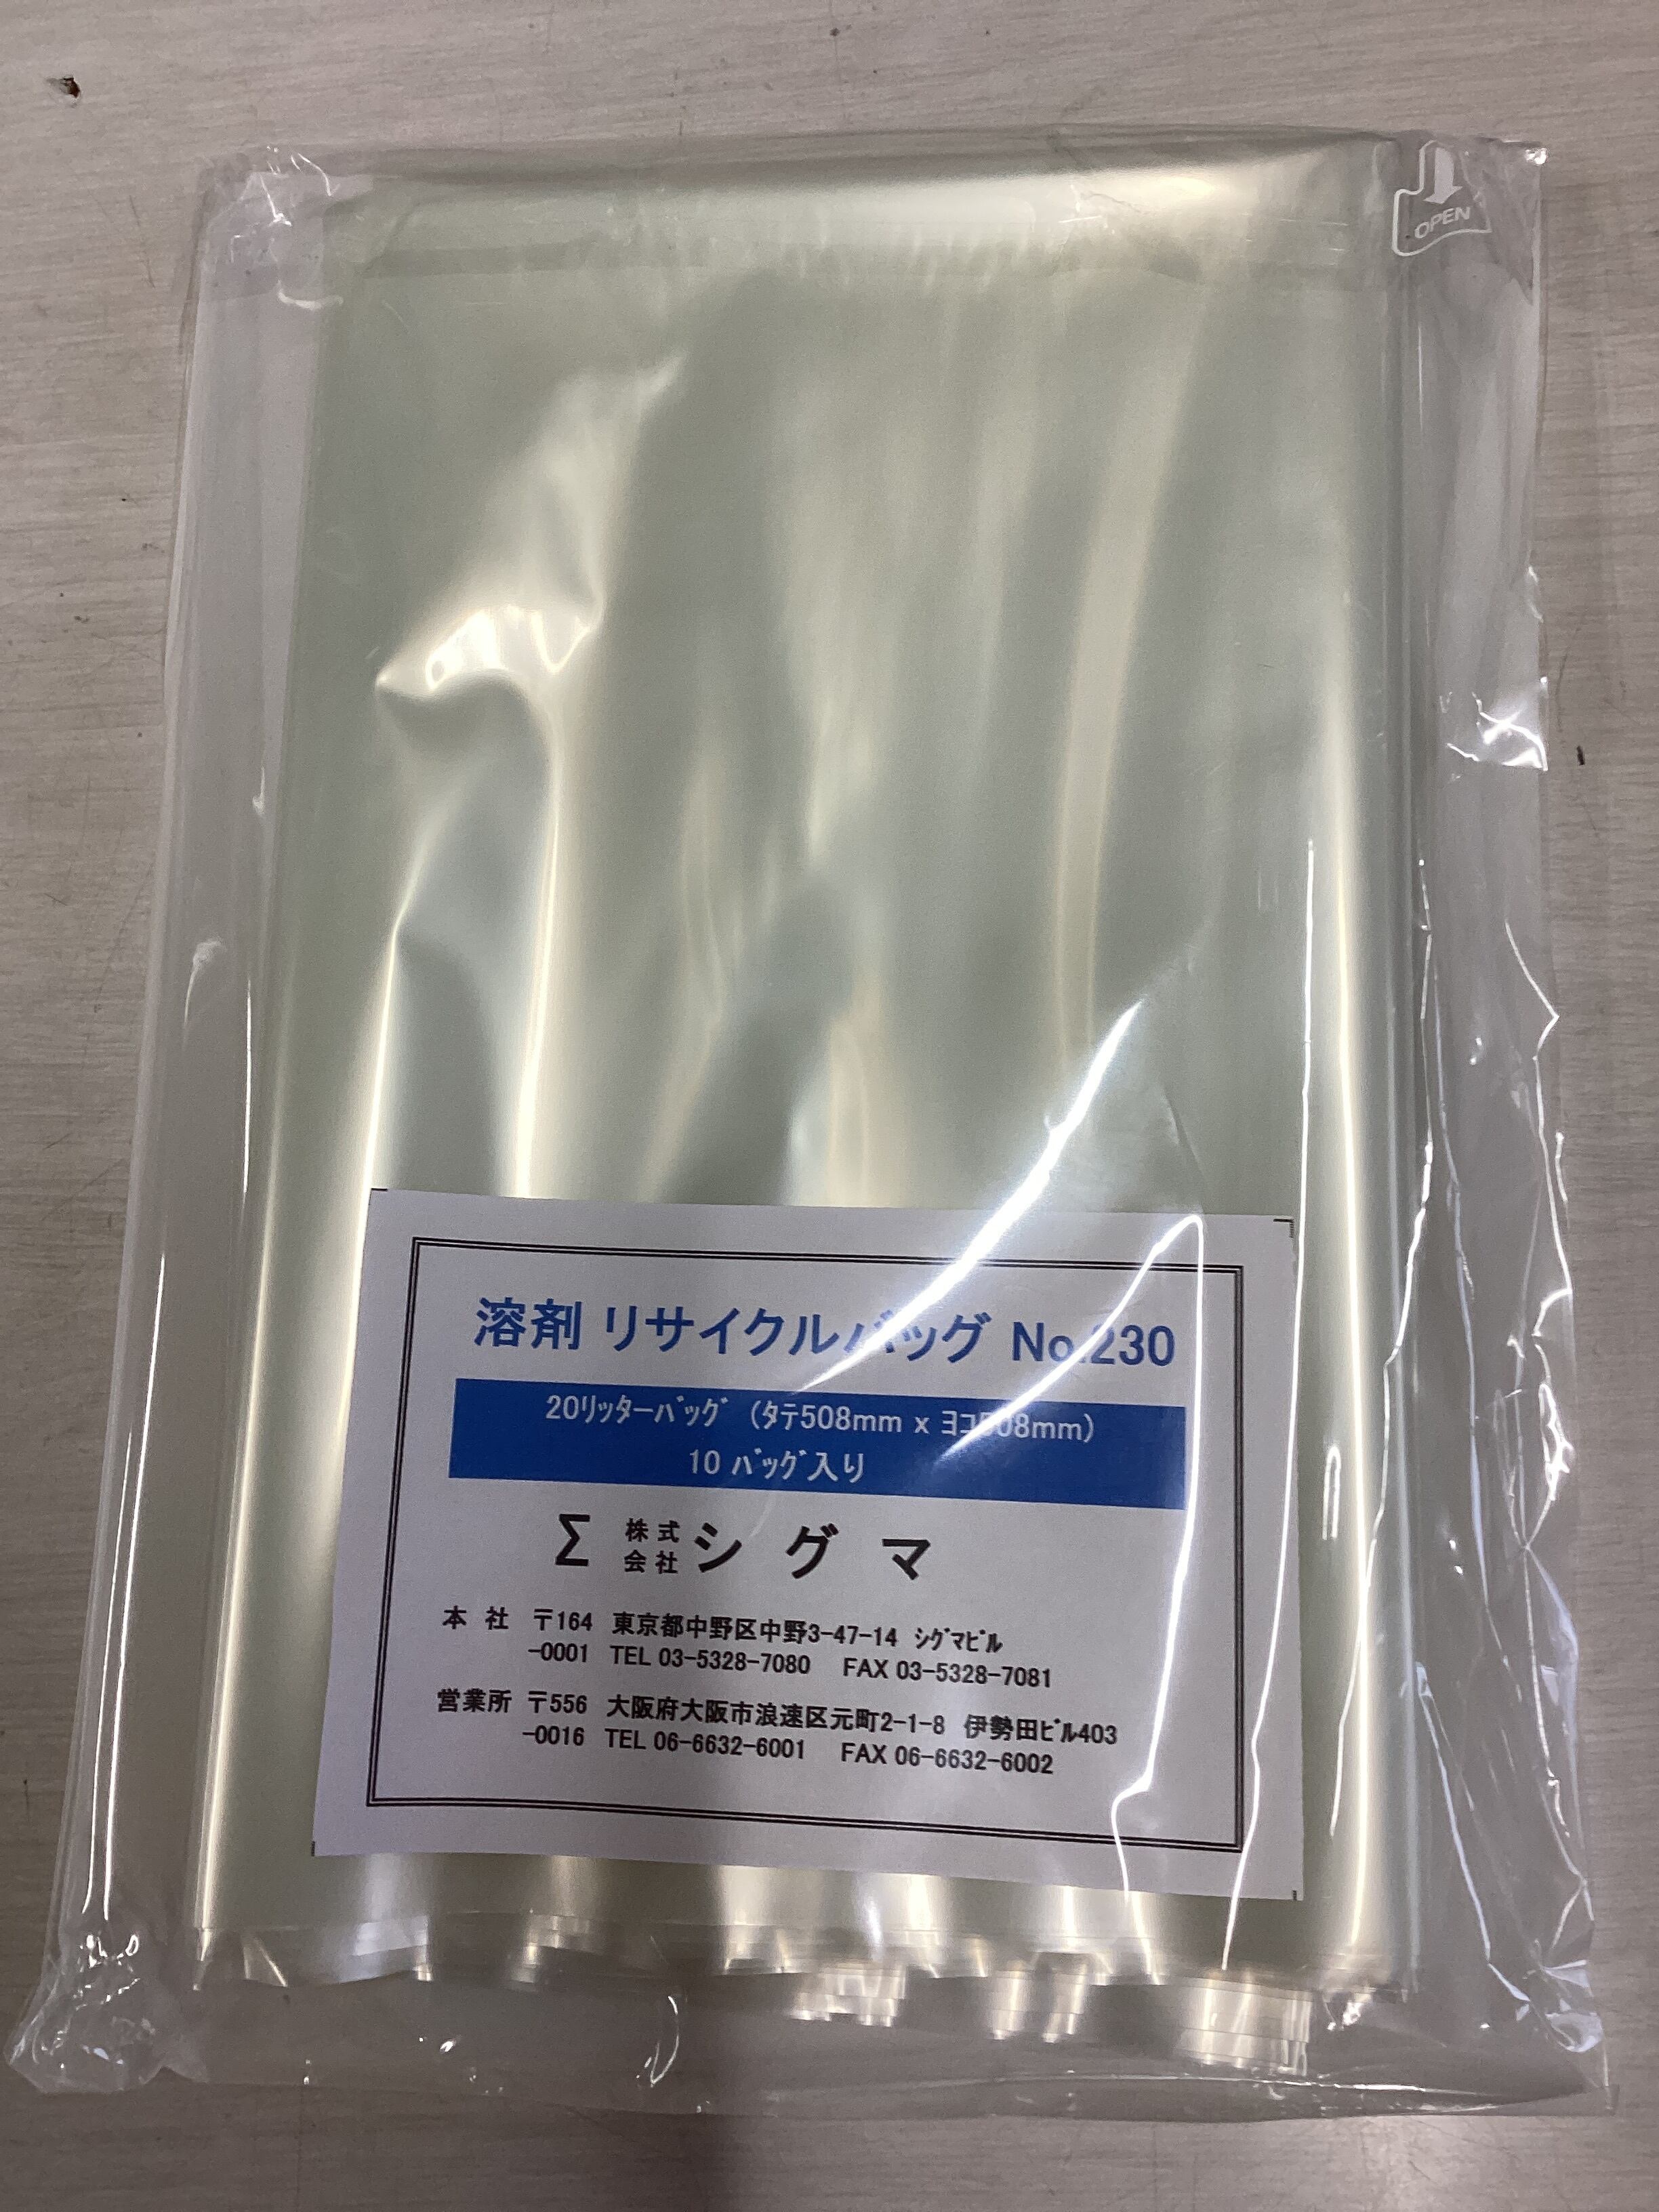 OPEN
溶剤 リサイクルバッグ No.230
20ﾘｯﾀｰﾊﾞｯｸﾞ (ﾀﾃ508mm x ﾖｺ508mm)
10 ﾊﾞｯｸﾞ入り
Σ 株式会社 シグマ
本 社 〒164 東京都中野区中野3-47-14 ｼｸﾞﾏﾋﾞﾙ
-0001 TEL 03-5328-7080 FAX 03-5328-7081
営業所 〒556 大阪府大阪市浪速区元町2-1-8 伊勢田ﾋﾞﾙ403
-0016 TEL 06-6632-6001 FAX 06-6632-6002